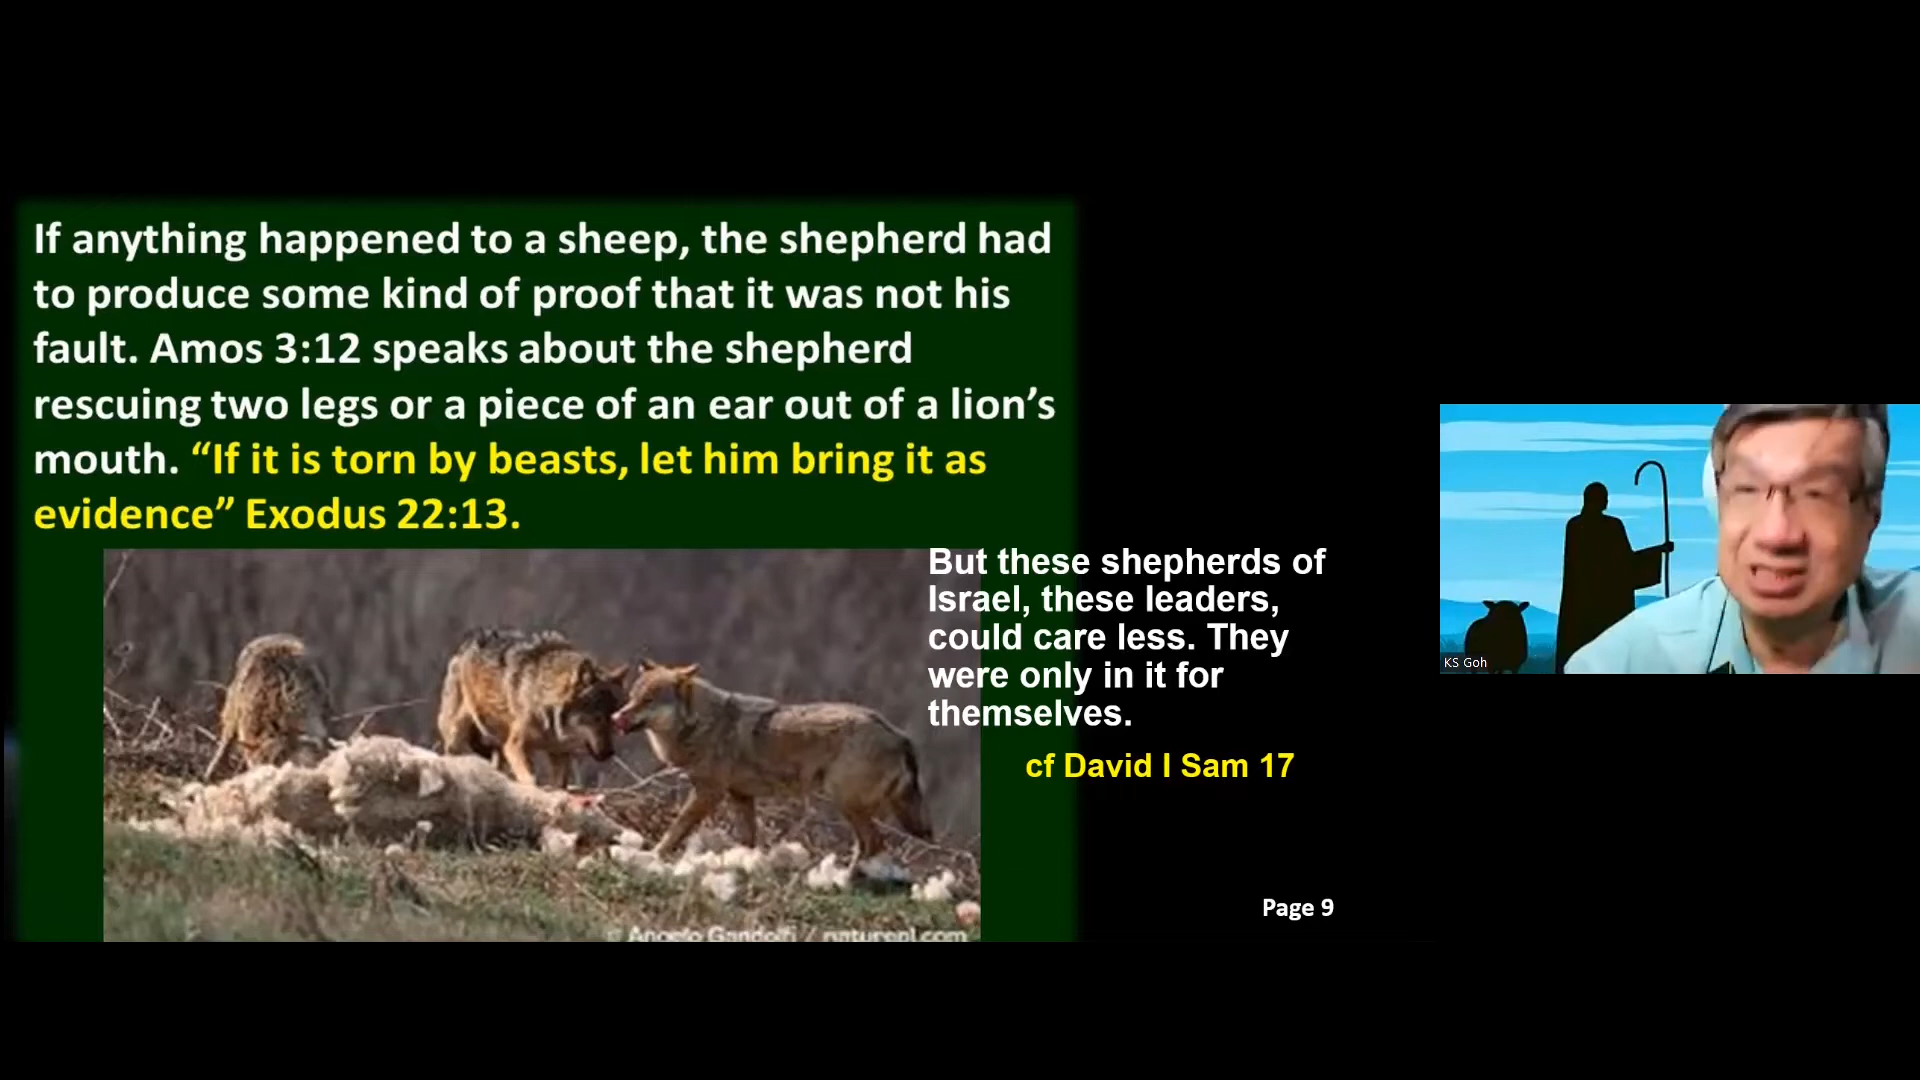 If anything happened to a sheep, the shepherd had
to produce some kind of proof that it was not his
fault. Amos 3:12 speaks about the shepherd
rescuing two legs or a piece of an ear out of a lion’s
mouth. “If it is torn by beasts, let him bring it as
evidence” Exodus 22:13.
But these shepherds of
Israel, these leaders,
could care less. They
were only in it for
themselves.
cf David I Sam 17
KS Goh
Page 9
© Angelo Gandolfi / naturepl.com